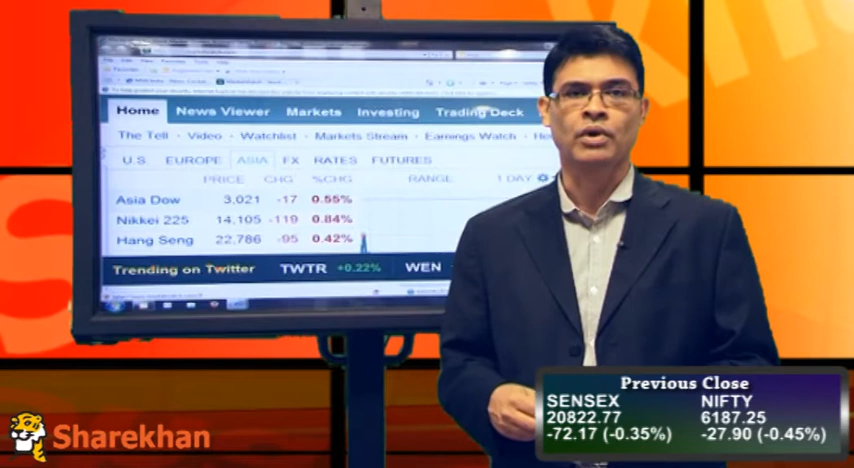 Home News Viewer Markets Investing Trading Deck
The Tell · Video · Watchlist · Markets Stream · Earnings Watch ·
U.S. EUROPE ASIA FX RATES FUTURES
PRICE CHG %CHG RANGE 1 DAY
Asia Dow 3,021 -17 0.55%
Nikkei 225 14,105 -119 0.84%
Hang Seng 22,786 -95 0.42%
Trending on Twitter TWTR +0.22% WEN
Previous Close
SENSEX NIFTY
20822.77 6187.25
-72.17 (-0.35%) -27.90 (-0.45%)
Sharekhan